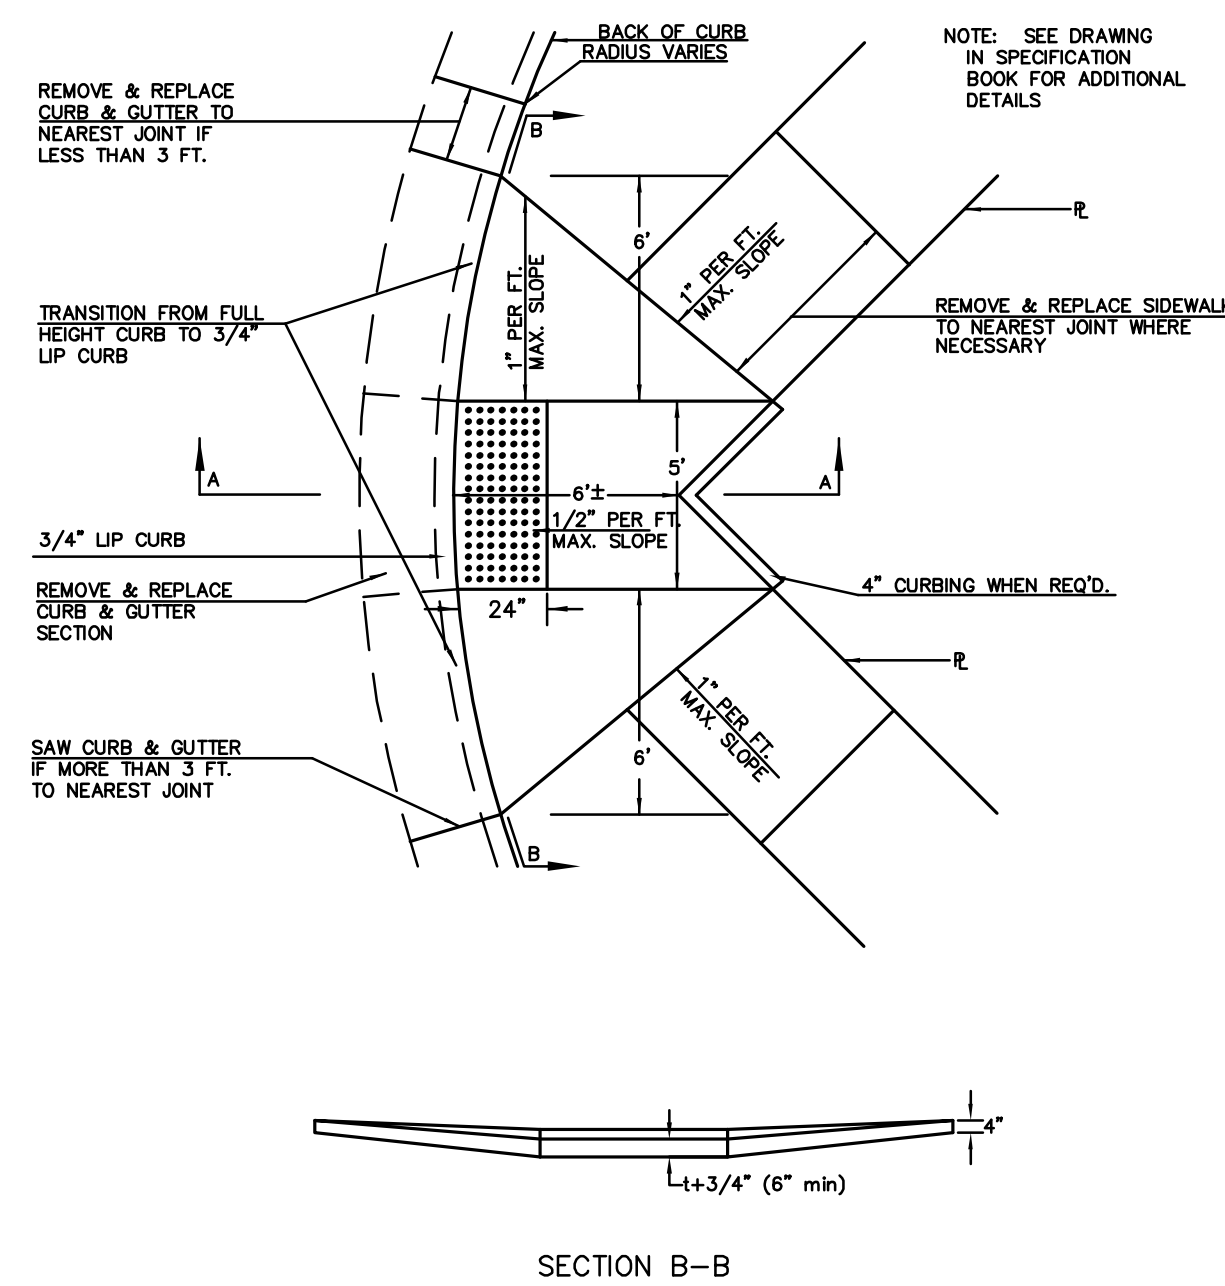 BACK OF CURB
RADIUS VARIES
NOTE: SEE DRAWING
IN SPECIFICATION
BOOK FOR ADDITIONAL
DETAILS
REMOVE & REPLACE
CURB & GUTTER TO
NEAREST JOINT IF
LESS THAN 3 FT.
B
PL
6'
1" PER FT.
MAX. SLOPE
1" PER FT.
MAX. SLOPE
TRANSITION FROM FULL
HEIGHT CURB TO 3/4"
LIP CURB
REMOVE & REPLACE SIDEWALK
TO NEAREST JOINT WHERE
NECESSARY
A
5'
A
6'±
1/2" PER FT.
MAX. SLOPE
3/4" LIP CURB
REMOVE & REPLACE
CURB & GUTTER
SECTION
24"
4" CURBING WHEN REQ'D.
PL
1" PER FT.
MAX. SLOPE
SAW CURB & GUTTER
IF MORE THAN 3 FT.
TO NEAREST JOINT
6'
B
4"
t+3/4" (6" min)
SECTION B-B